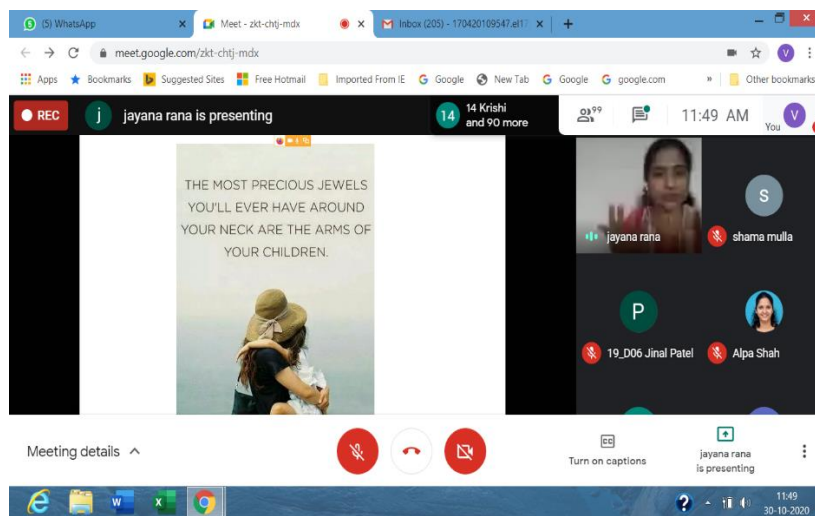 (5) WhatsApp
Meet - zkt-chtj-mdx
Inbox (205) - 170420109547.el17
meet.google.com/zkt-chtj-mdx
V
Apps
Bookmarks
Suggested Sites
Free Hotmail
Imported From IE
Google
New Tab
Google
google.com
»
Other bookmarks
REC
j
jayana rana is presenting
14
14 Krishi
and 90 more
99
11:49 AM
You
V
THE MOST PRECIOUS JEWELS
YOU'LL EVER HAVE AROUND
YOUR NECK ARE THE ARMS OF
YOUR CHILDREN.
jayana rana
S
shama mulla
P
19_D06 Jinal Patel
Alpa Shah
Meeting details
CC
Turn on captions
jayana rana
is presenting
11:49
30-10-2020